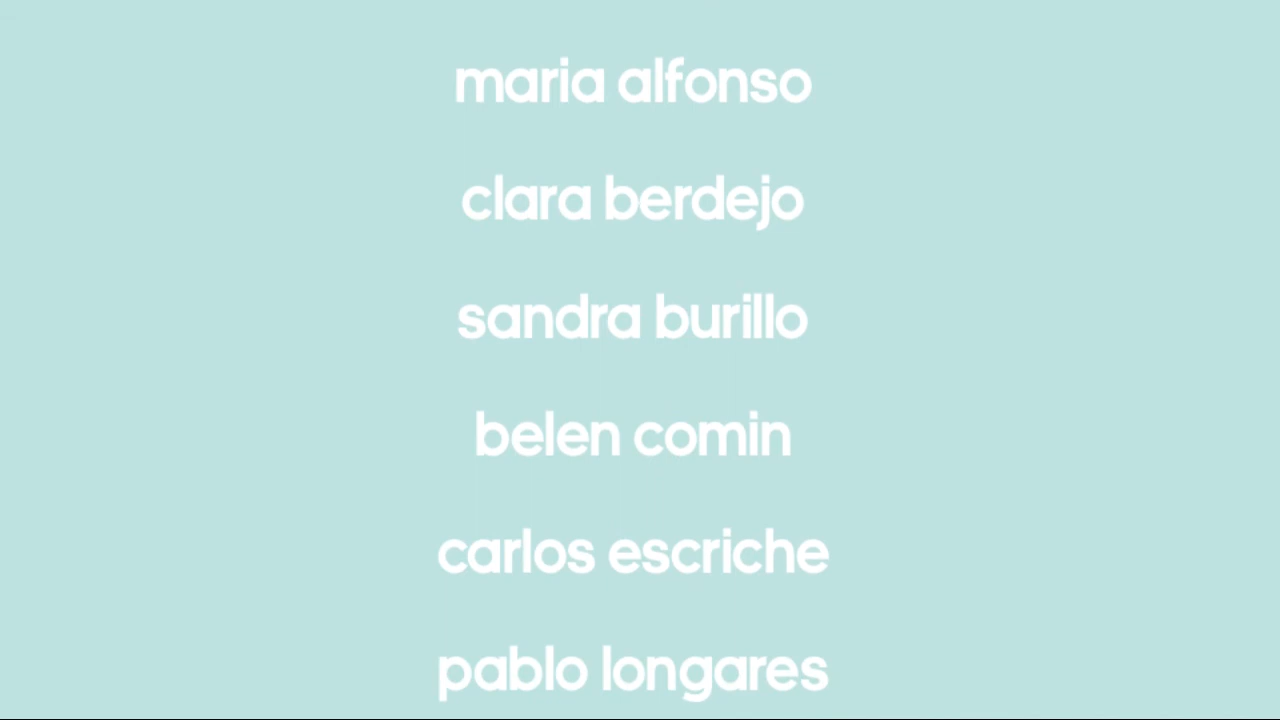 maria alfonso
clara berdejo
sandra burillo
belen comin
carlos escriche
pablo longares